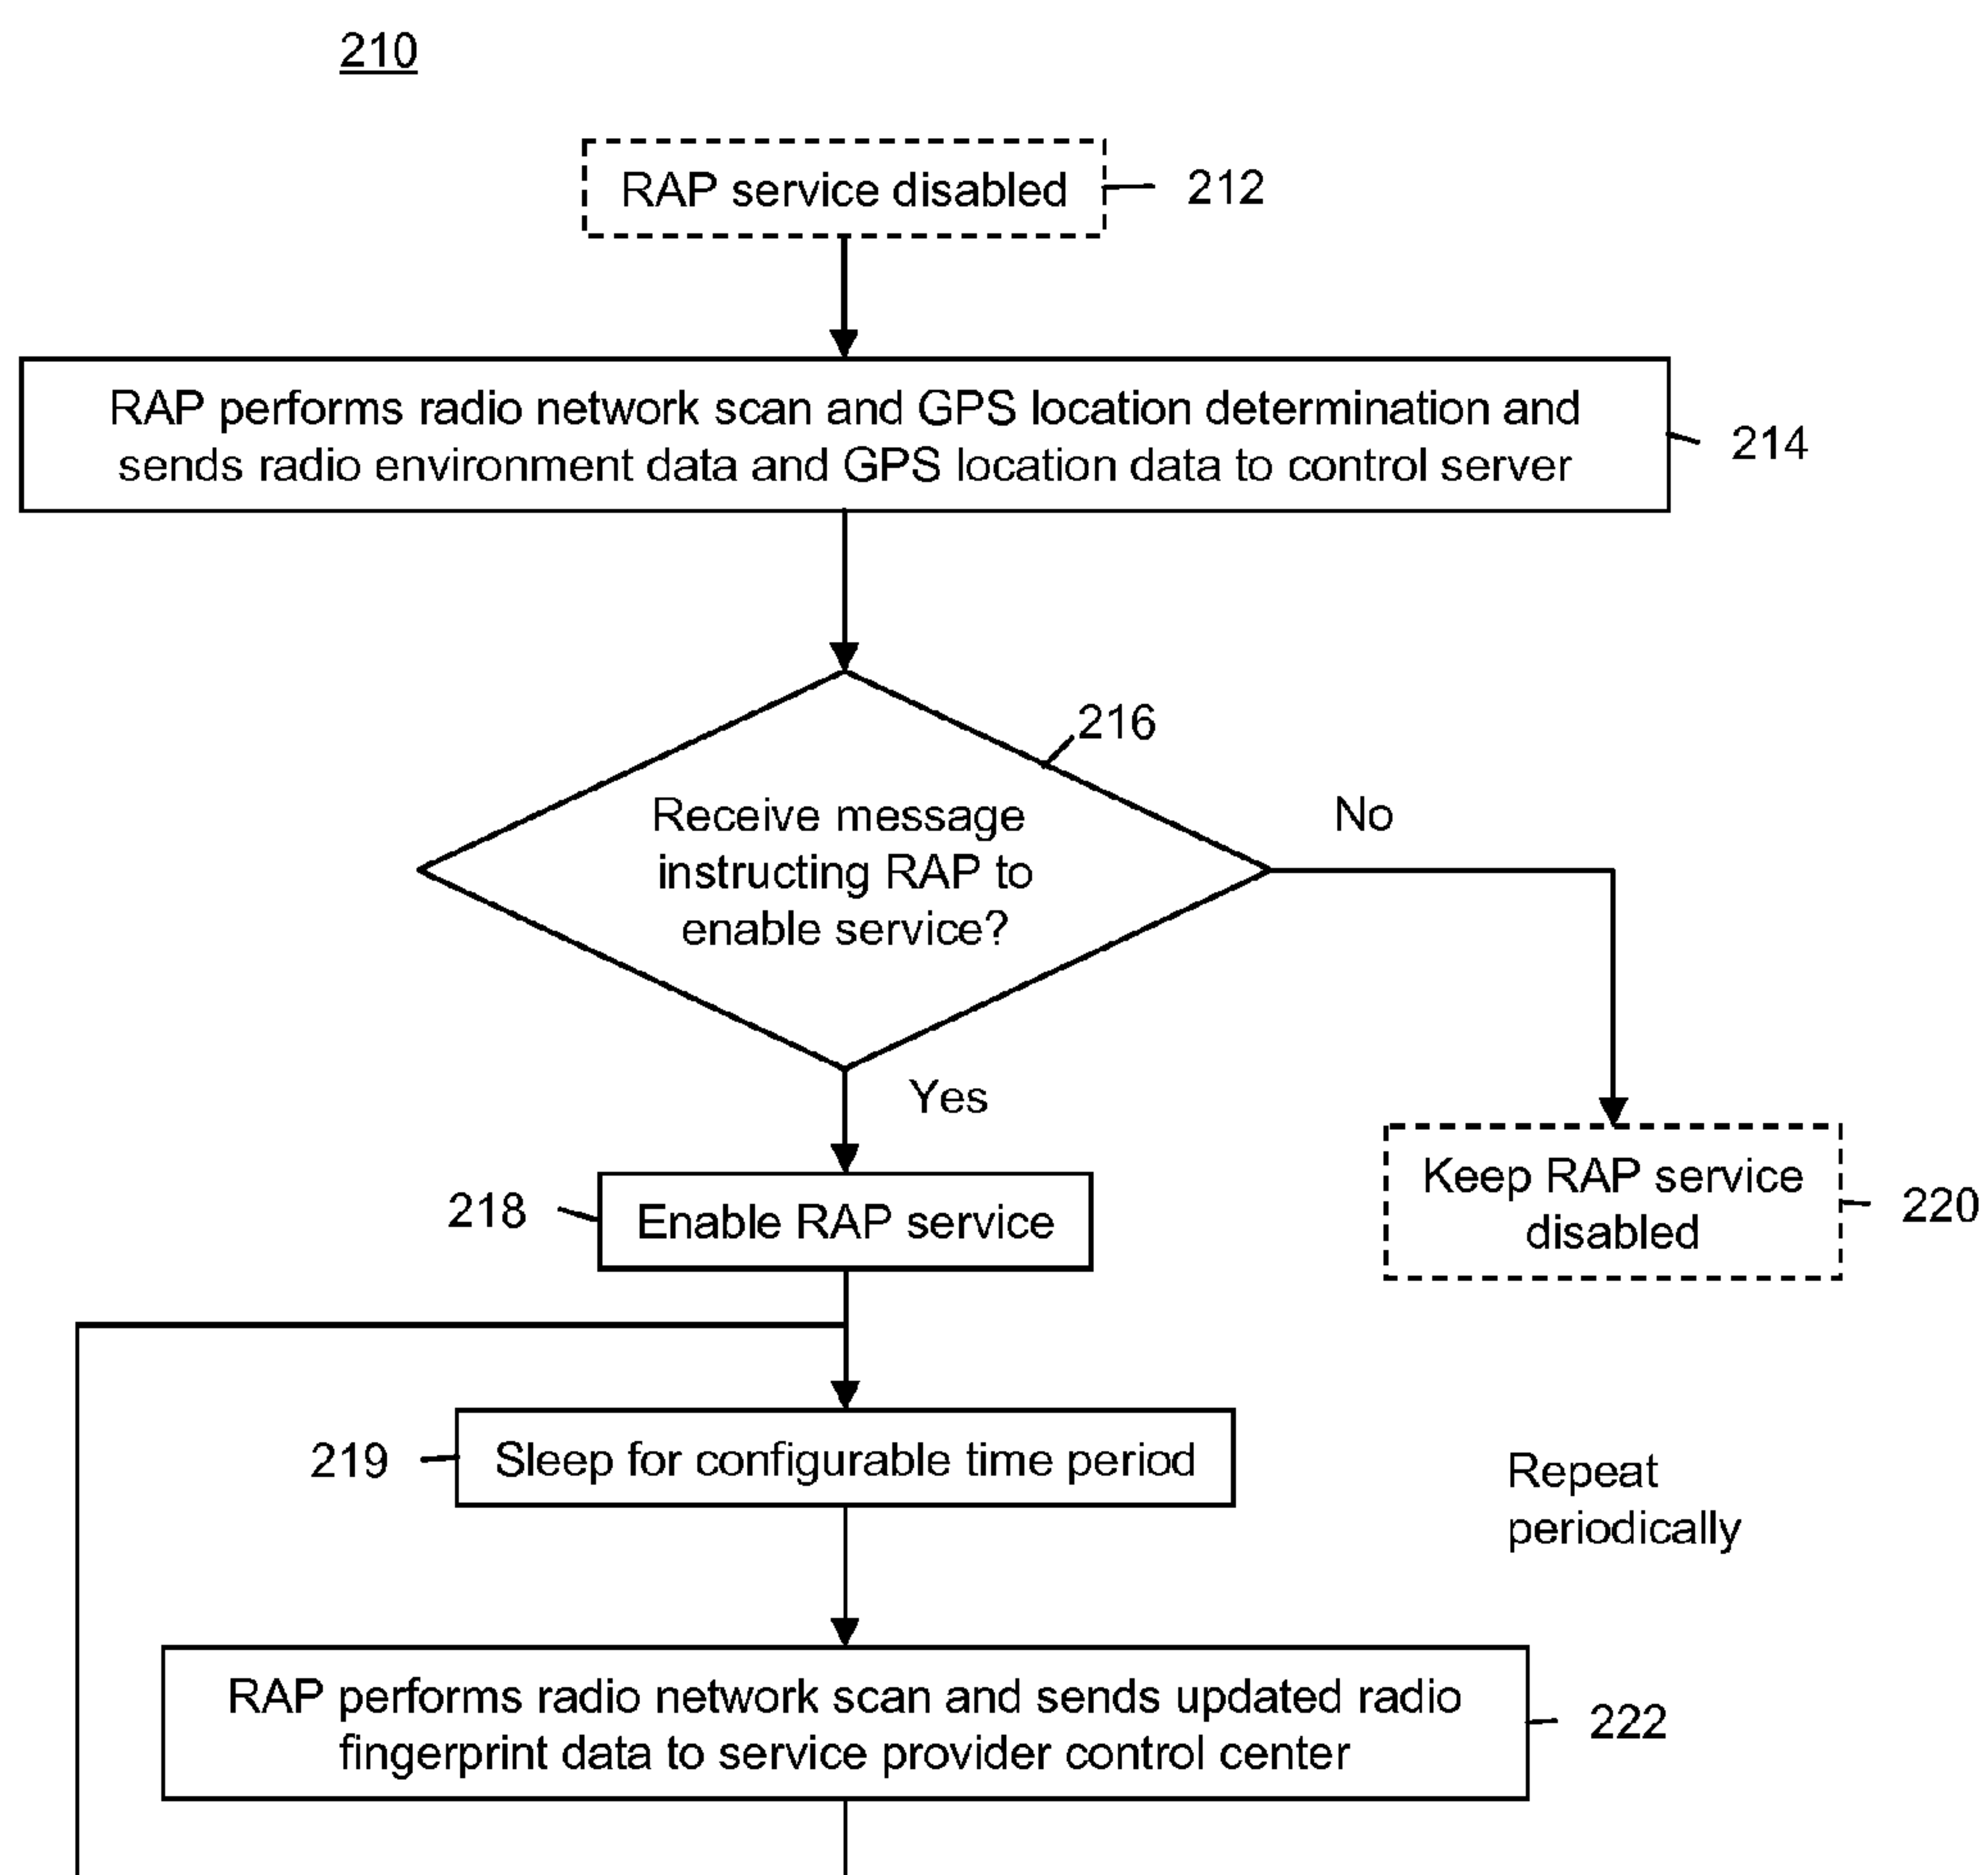 210
RAP service disabled
212
RAP performs radio network scan and GPS location determination and
sends radio environment data and GPS location data to control server
214
216
Receive message
instructing RAP to
enable service?
No
Yes
218
Enable RAP service
Keep RAP service
disabled
220
219
Sleep for configurable time period
Repeat
periodically
RAP performs radio network scan and sends updated radio
fingerprint data to service provider control center
222